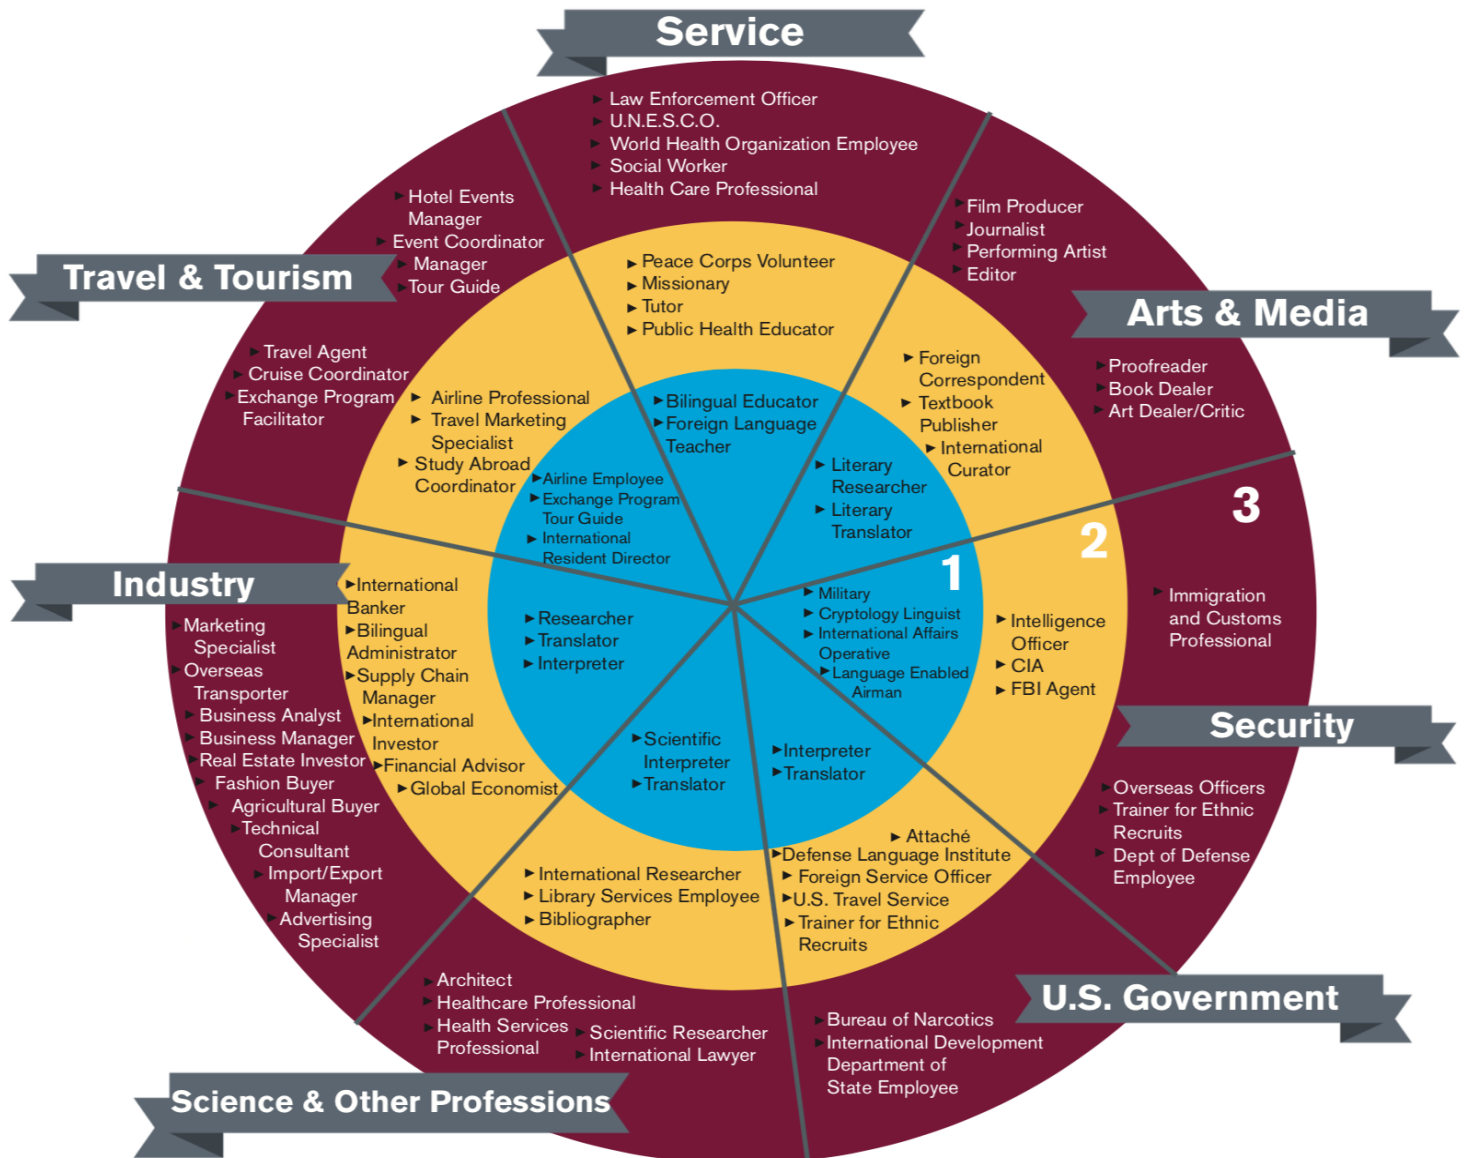 Service
Law Enforcement Officer
U.N.E.S.C.O.
World Health Organization Employee
Social Worker
Health Care Professional
Peace Corps Volunteer
Missionary
Tutor
Public Health Educator
Bilingual Educator
Foreign Language
Teacher
Arts & Media
Film Producer
Journalist
Performing Artist
Editor
Proofreader
Book Dealer
Art Dealer/Critic
Foreign
Correspondent
Textbook
Publisher
International
Curator
Literary
Researcher
Literary
Translator
1
2
3
Security
Immigration
and Customs
Professional
Overseas Officers
Trainer for Ethnic
Recruits
Dept of Defense
Employee
Intelligence
Officer
CIA
FBI Agent
Military
Cryptology Linguist
International Affairs
Operative
Language Enabled
Airman
U.S. Government
Interpreter
Translator
Attaché
Defense Language Institute
Foreign Service Officer
U.S. Travel Service
Trainer for Ethnic
Recruits
Bureau of Narcotics
International Development
Department of
State Employee
Science & Other Professions
Scientific
Interpreter
Translator
International Researcher
Library Services Employee
Bibliographer
Architect
Healthcare Professional
Health Services
Professional
Scientific Researcher
International Lawyer
Industry
Researcher
Translator
Interpreter
International
Banker
Bilingual
Administrator
Supply Chain
Manager
International
Investor
Financial Advisor
Global Economist
Marketing
Specialist
Overseas
Transporter
Business Analyst
Business Manager
Real Estate Investor
Fashion Buyer
Agricultural Buyer
Technical
Consultant
Import/Export
Manager
Advertising
Specialist
Travel & Tourism
Hotel Events
Manager
Event Coordinator
Manager
Tour Guide
Travel Agent
Cruise Coordinator
Exchange Program
Facilitator
Airline Professional
Travel Marketing
Specialist
Study Abroad
Coordinator
Airline Employee
Exchange Program
Tour Guide
International
Resident Director